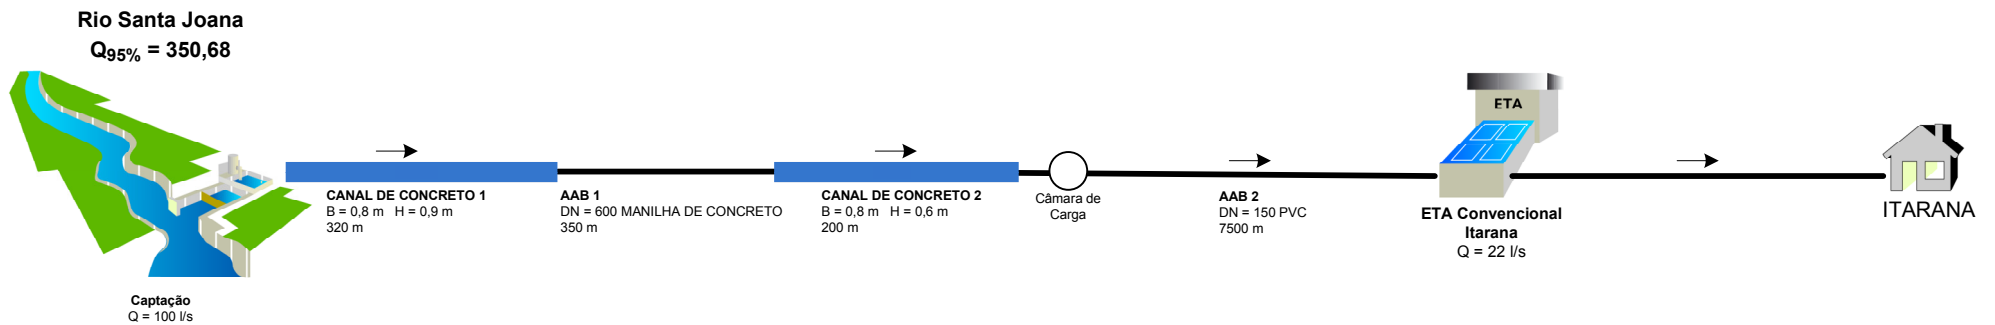 Rio Santa Joana
Q95% = 350,68
Captação
Q = 100 l/s
CANAL DE CONCRETO 1
B = 0,8 m   H = 0,9 m
320 m
AAB 1
DN = 600 MANILHA DE CONCRETO
350 m
CANAL DE CONCRETO 2
B = 0,8 m   H = 0,6 m
200 m
Câmara de
Carga
AAB 2
DN = 150 PVC
7500 m
ETA
ETA Convencional
Itarana
Q = 22 l/s
ITARANA